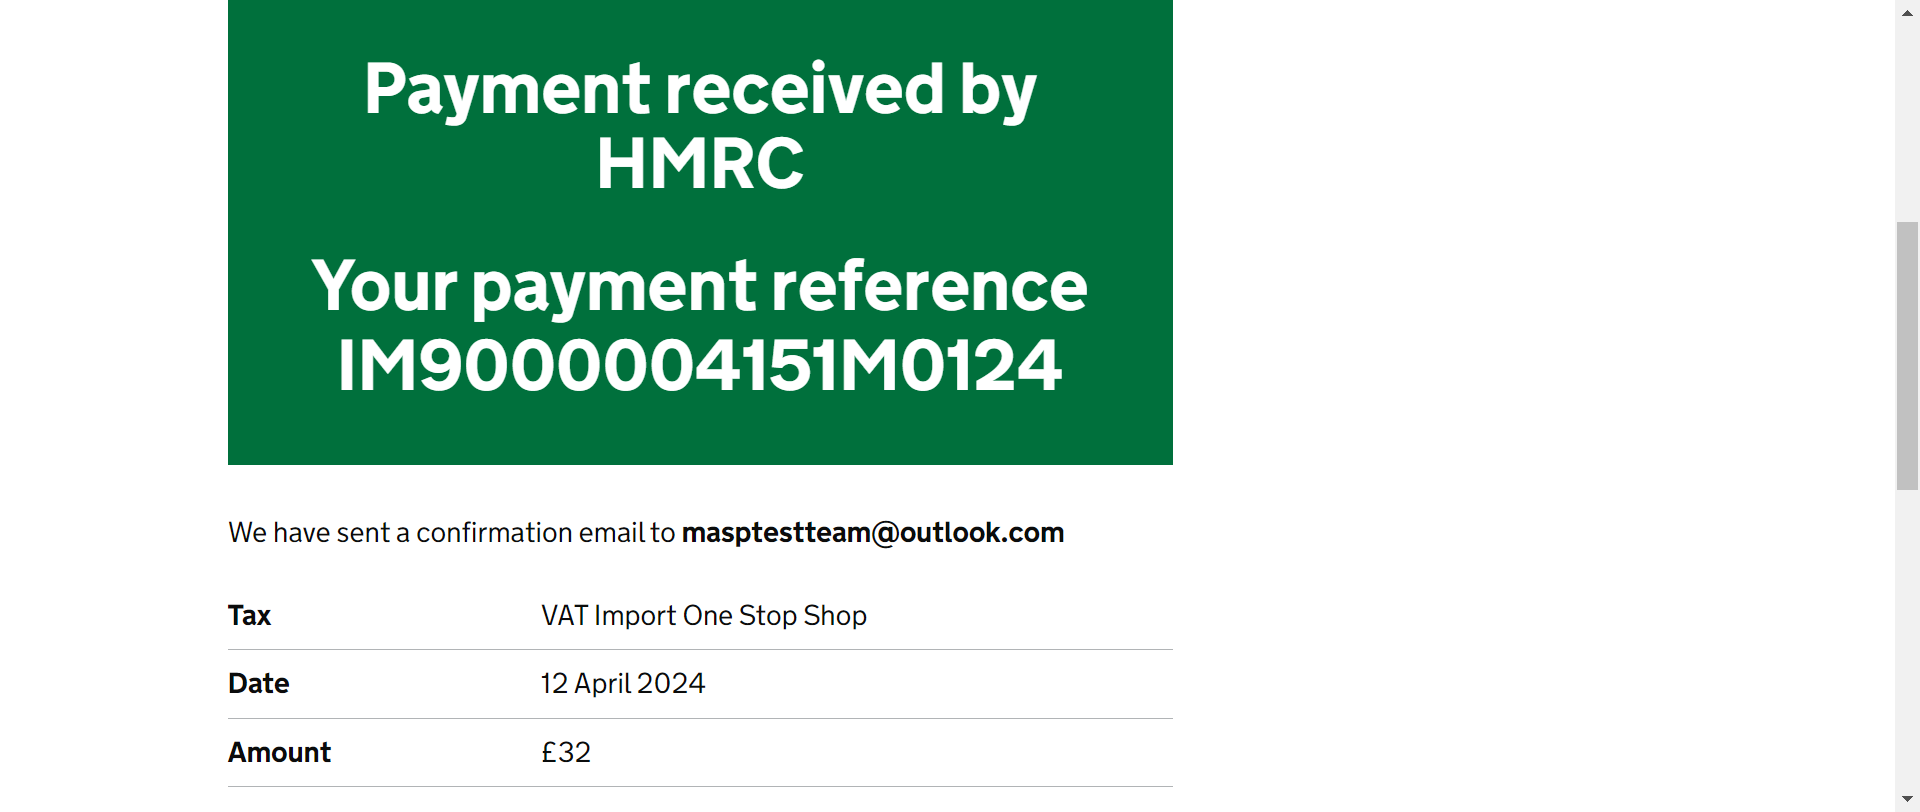 Payment received by
HMRC
Your payment reference
IM9000004151M0124
We have sent a confirmation email to masptestteam@outlook.com
Tax VAT Import One Stop Shop
Date 12 April 2024
Amount £32